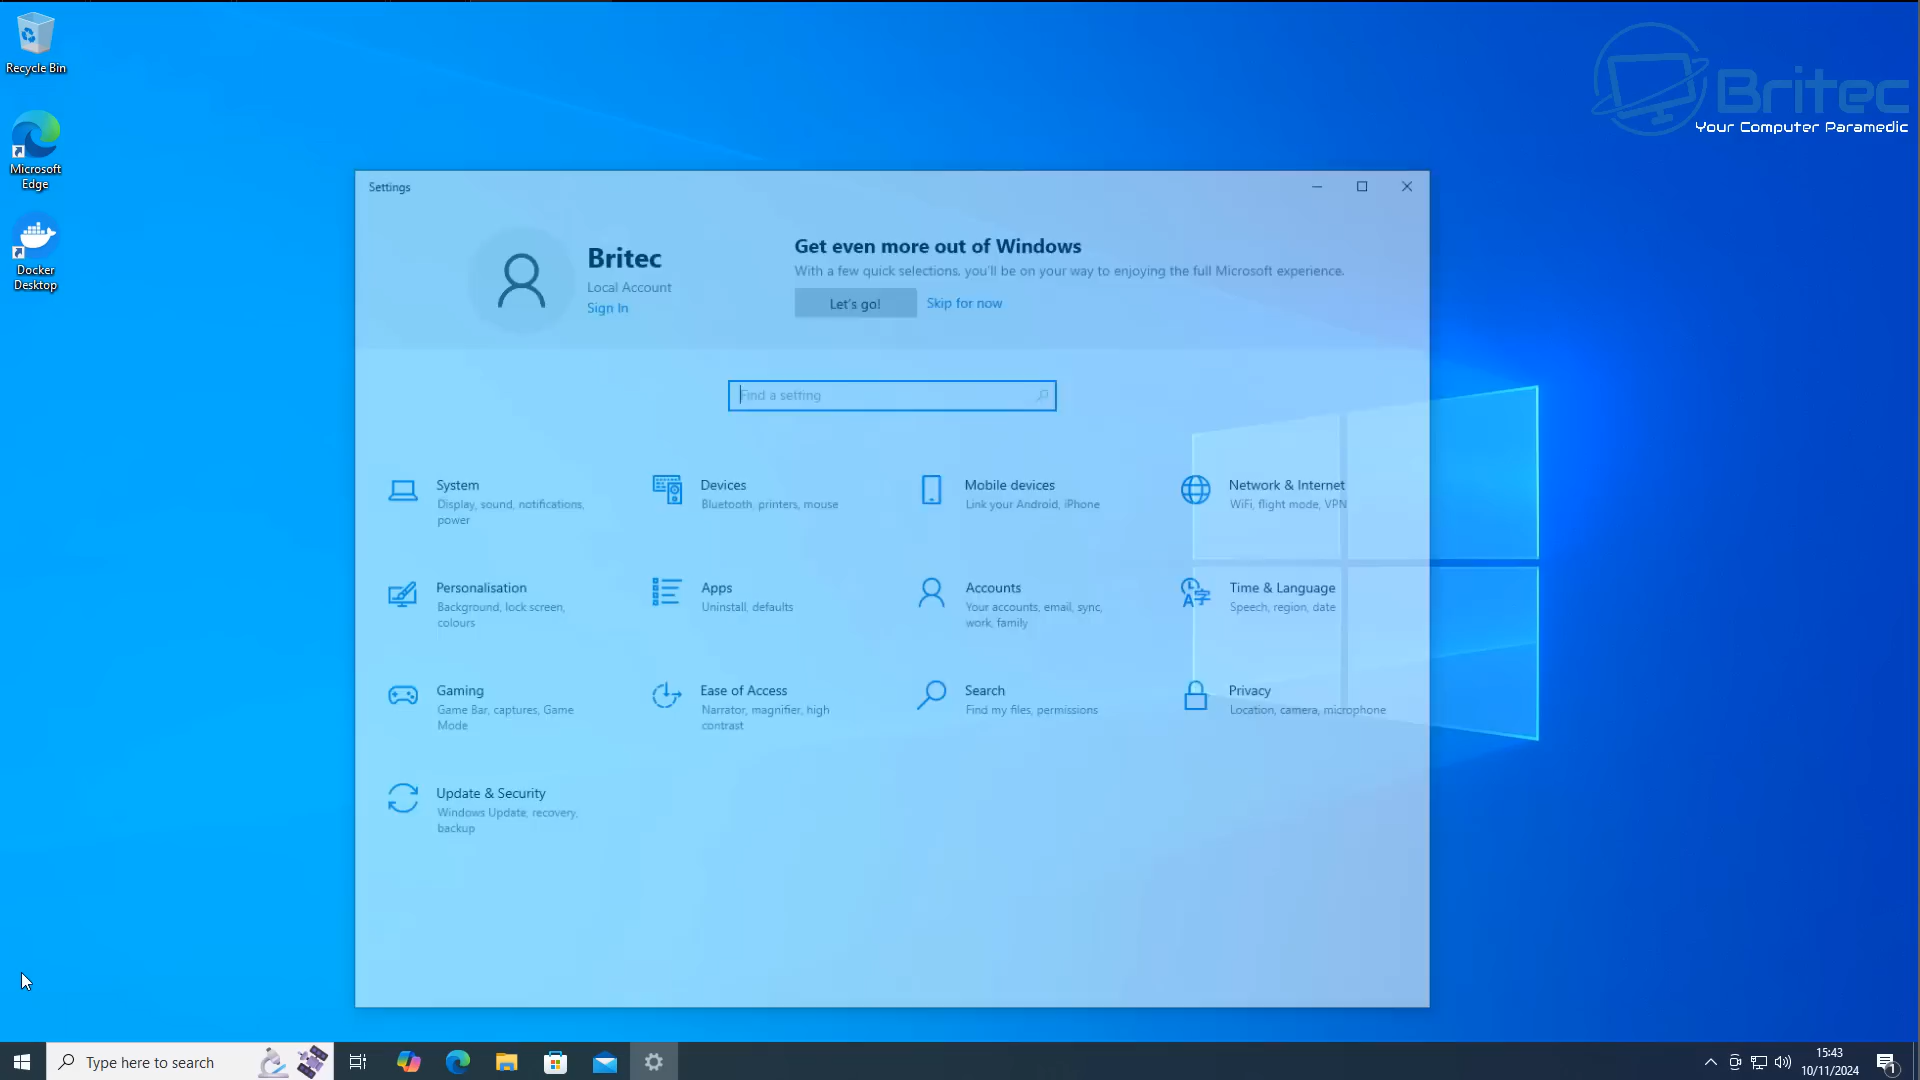 Recycle Bin
Microsoft
Edge
Docker
Desktop
Britec
Your Computer Paramedic
Settings
Britec
Local Account
Sign In
Get even more out of Windows
With a few quick selections, you'll be on your way to enjoying the full Microsoft experience.
Let's go!
Skip for now
Find a setting
System
Display, sound, notifications,
power
Devices
Bluetooth, printers, mouse
Mobile devices
Link your Android, iPhone
Network & Internet
WiFi, flight mode, VPN
Personalisation
Background, lock screen,
colours
Apps
Uninstall, defaults
Accounts
Your accounts, email, sync,
work, family
Time & Language
Speech, region, date
Gaming
Game Bar, captures, Game
Mode
Ease of Access
Narrator, magnifier, high
contrast
Search
Find my files, permissions
Privacy
Location, camera, microphone
Update & Security
Windows Update, recovery,
backup
Type here to search
15:43
10/11/2024
1